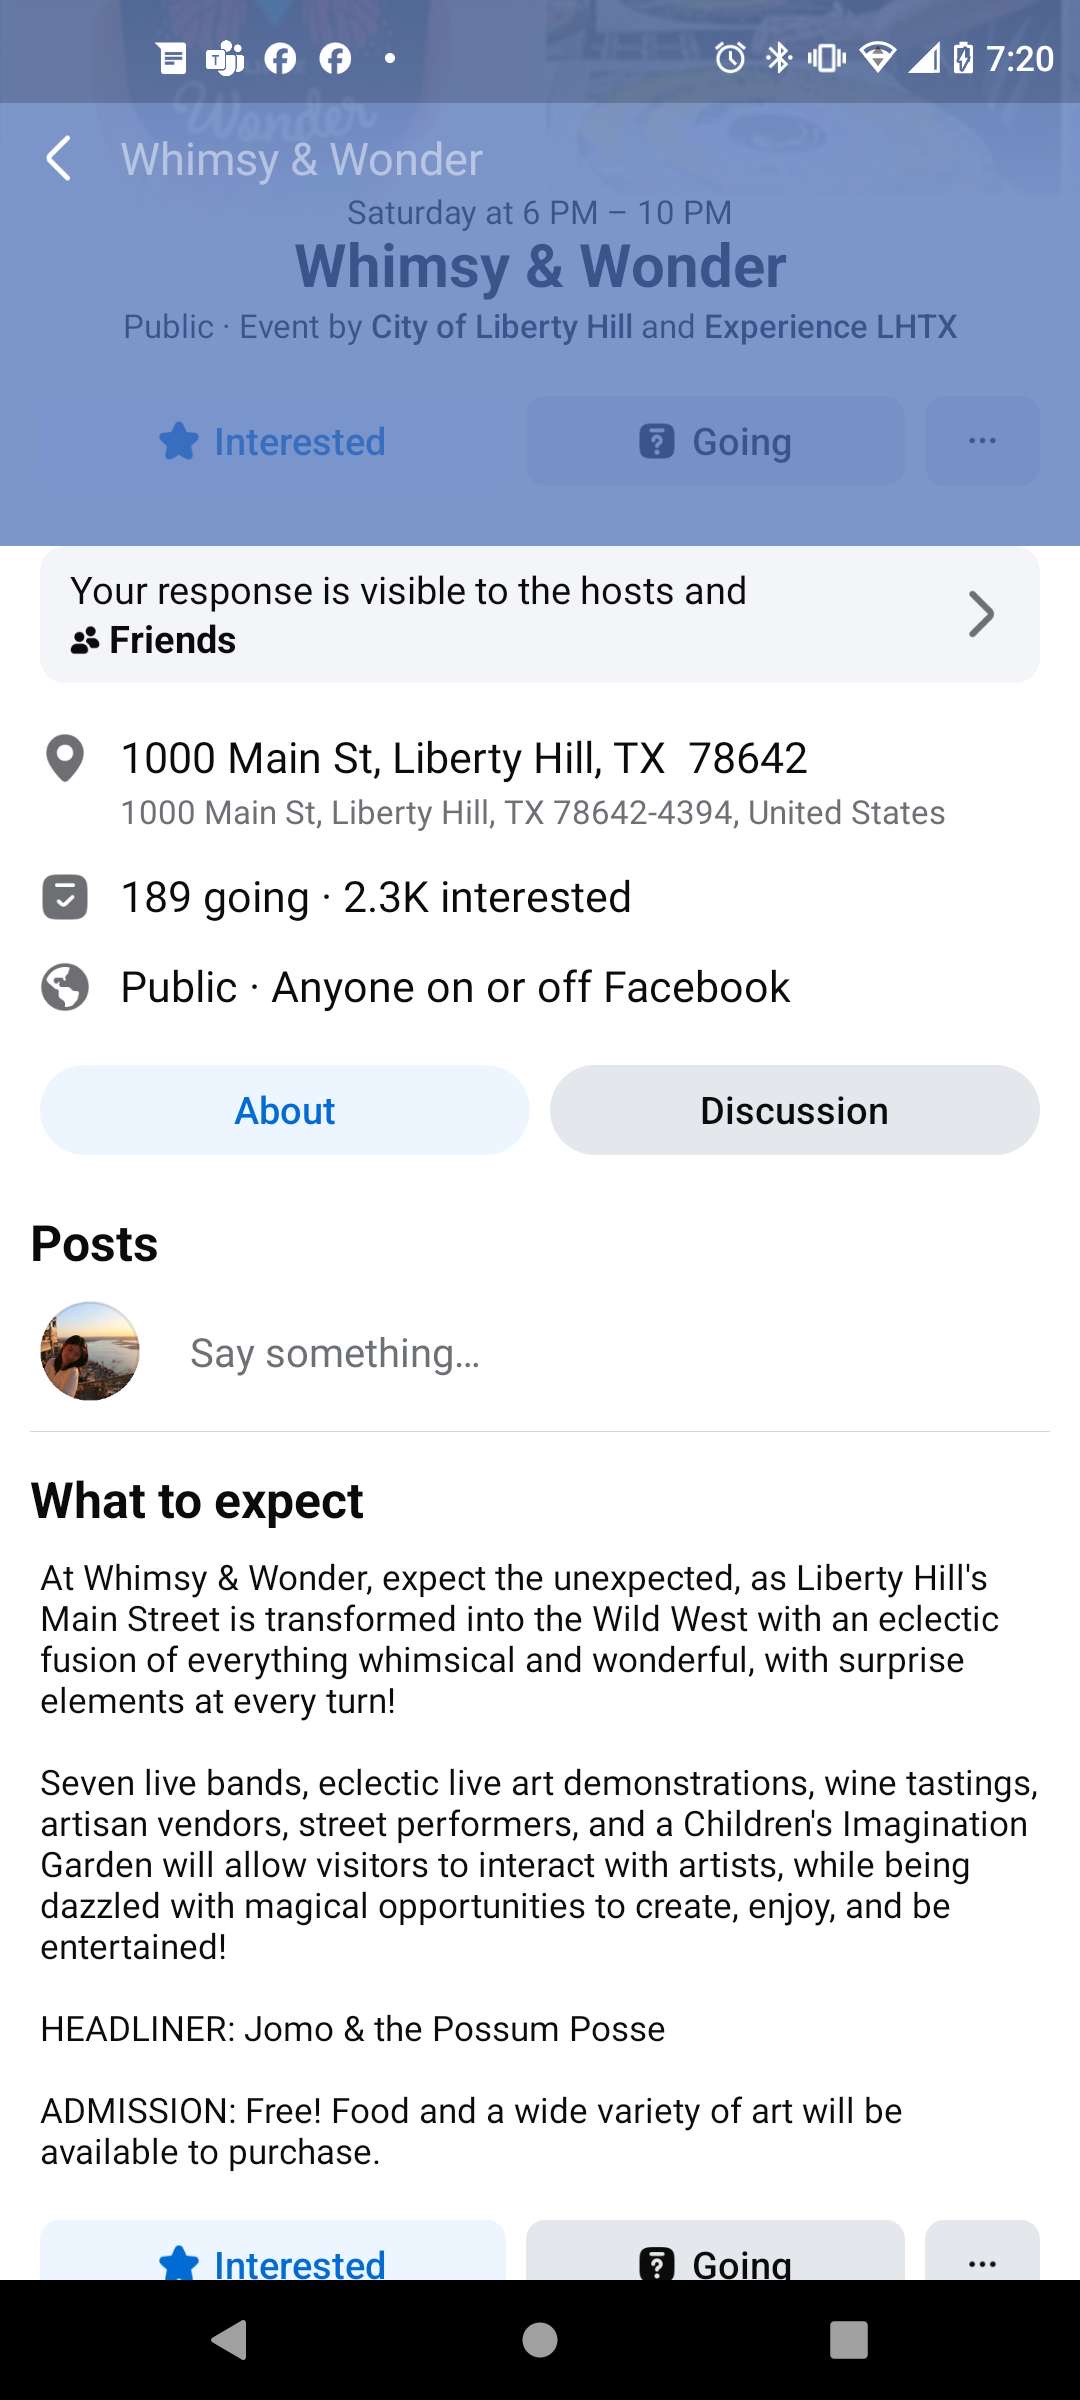 7:20
Wonder
Whimsy & Wonder
Saturday at 6 PM – 10 PM
Whimsy & Wonder
Public · Event by City of Liberty Hill and Experience LHTX
Interested
Going
...
Your response is visible to the hosts and
Friends
1000 Main St, Liberty Hill, TX  78642
1000 Main St, Liberty Hill, TX 78642-4394, United States
189 going · 2.3K interested
Public · Anyone on or off Facebook
About
Discussion
Posts
Say something...
What to expect
At Whimsy & Wonder, expect the unexpected, as Liberty Hill's
Main Street is transformed into the Wild West with an eclectic
fusion of everything whimsical and wonderful, with surprise
elements at every turn!
Seven live bands, eclectic live art demonstrations, wine tastings,
artisan vendors, street performers, and a Children's Imagination
Garden will allow visitors to interact with artists, while being
dazzled with magical opportunities to create, enjoy, and be
entertained!
HEADLINER: Jomo & the Possum Posse
ADMISSION: Free! Food and a wide variety of art will be
available to purchase.
Interested
Going
...